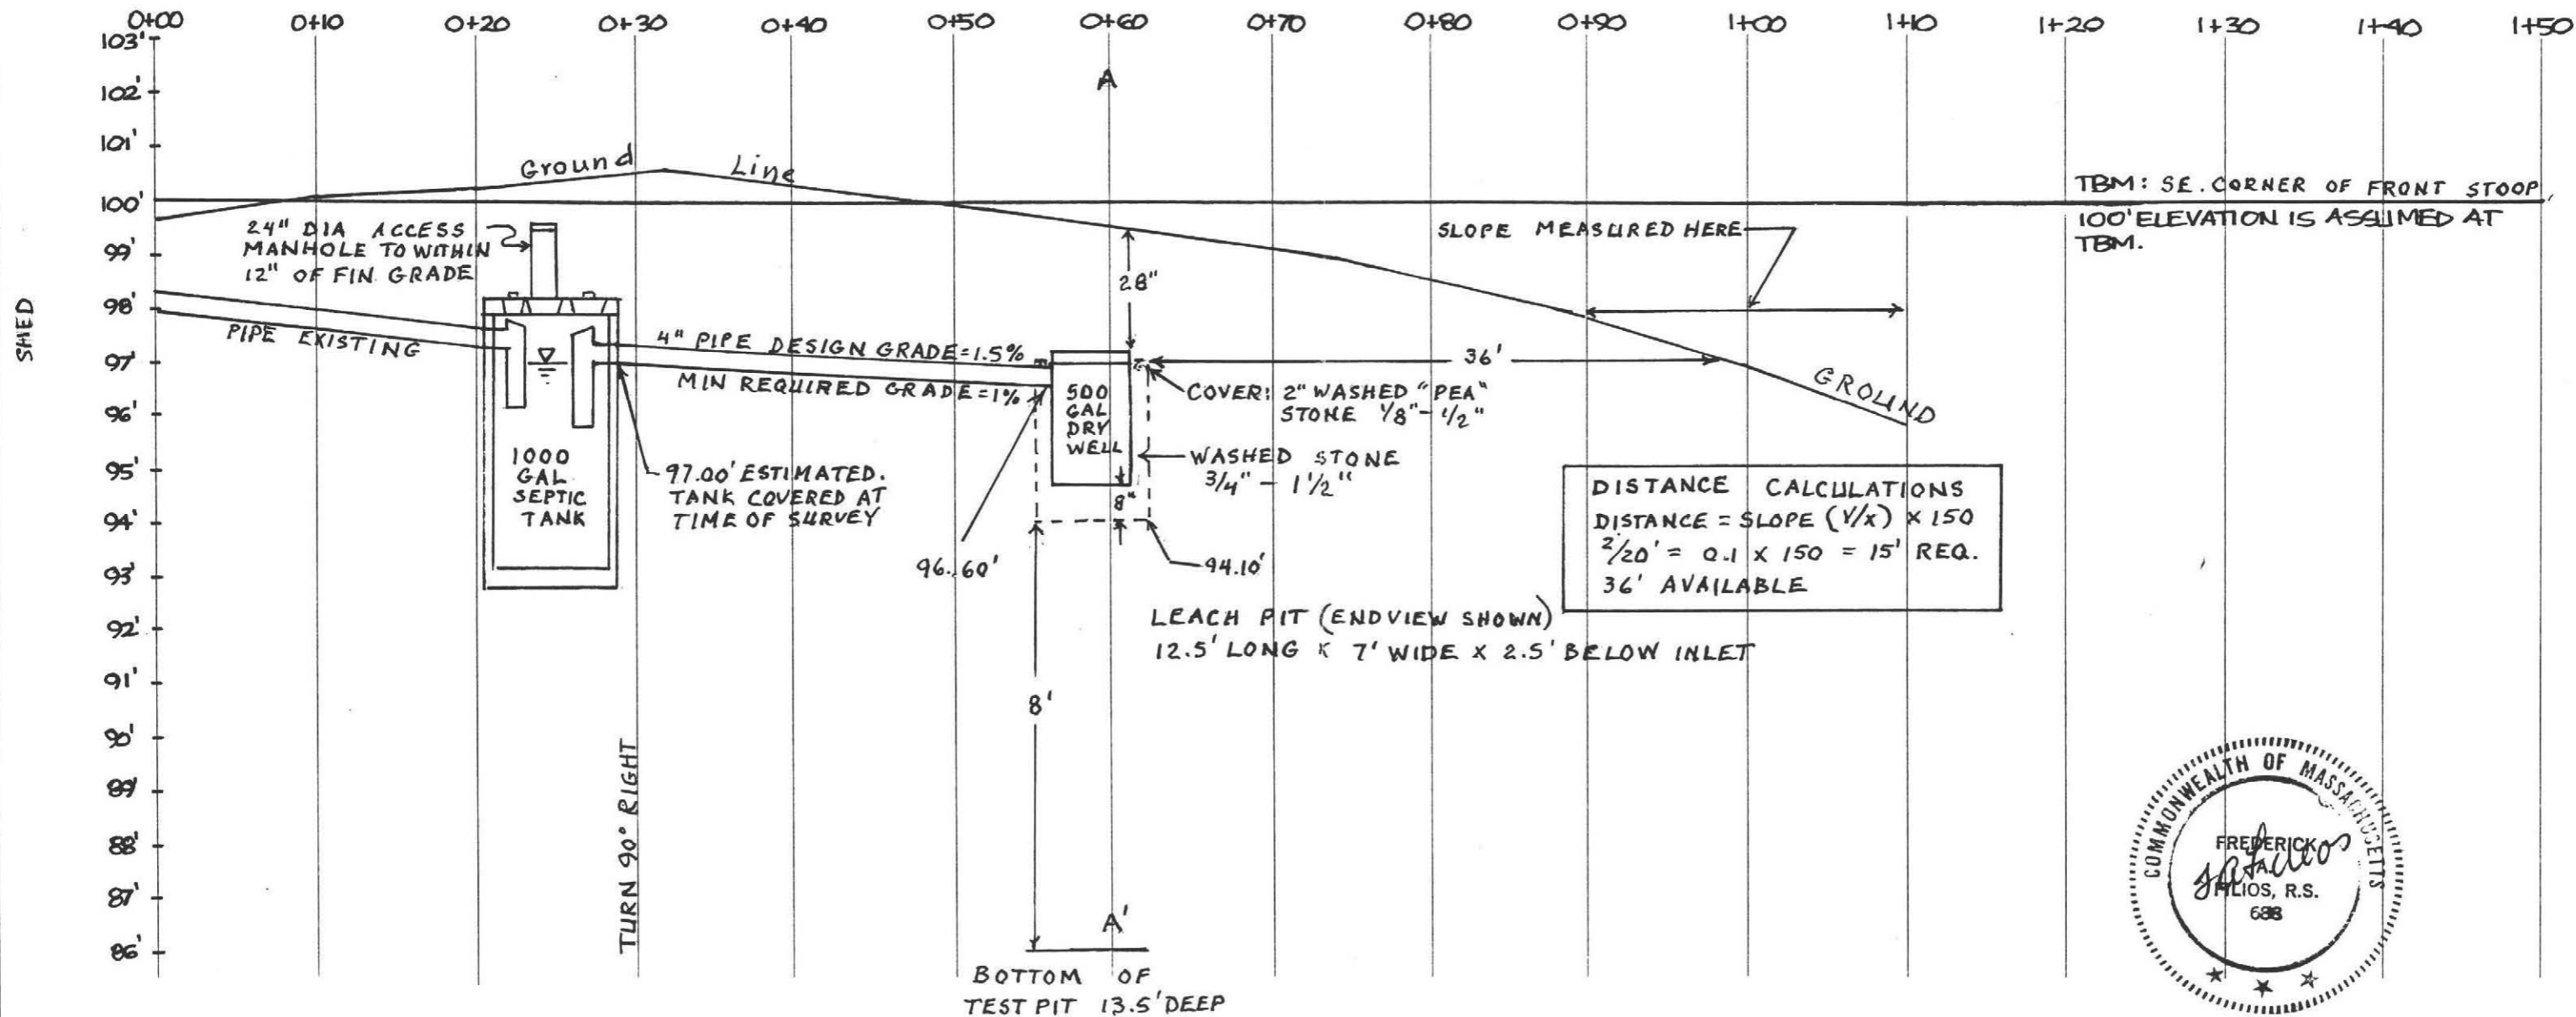 0+00 0+10 0+20 0+30 0+40 0+50 0+60 0+70 0+80 0+90 1+00 1+10 1+20 1+30 1+40 1+50
103'
102'
101'
100'
99'
98'
97'
96'
95'
94'
93'
92'
91'
90'
89'
88'
87'
86'
SHED
A
Ground Line
24" DIA ACCESS
MANHOLE TO WITHIN
12" OF FIN. GRADE
PIPE EXISTING
1000
GAL
SEPTIC
TANK
4" PIPE DESIGN GRADE=1.5%
MIN REQUIRED GRADE=1%
97.00' ESTIMATED.
TANK COVERED AT
TIME OF SURVEY
TURN 90° RIGHT
28"
500
GAL
DRY
WELL
8"
36'
COVER: 2" WASHED "PEA"
STONE 1/8"-1/2"
WASHED STONE
3/4" - 1 1/2"
96.60'
94.10'
LEACH PIT (ENDVIEW SHOWN)
12.5' LONG X 7' WIDE X 2.5' BELOW INLET
8'
A'
BOTTOM OF
TEST PIT 13.5' DEEP
SLOPE MEASURED HERE
GROUND
TBM: SE. CORNER OF FRONT STOOP,
100' ELEVATION IS ASSUMED AT
TBM.
DISTANCE CALCULATIONS
DISTANCE = SLOPE (Y/X) X 150
2/20' = 0.1 X 150 = 15' REQ.
36' AVAILABLE
COMMONWEALTH OF MASSACHUSETTS
FREDERICK
A.
FILIOS, R.S.
688